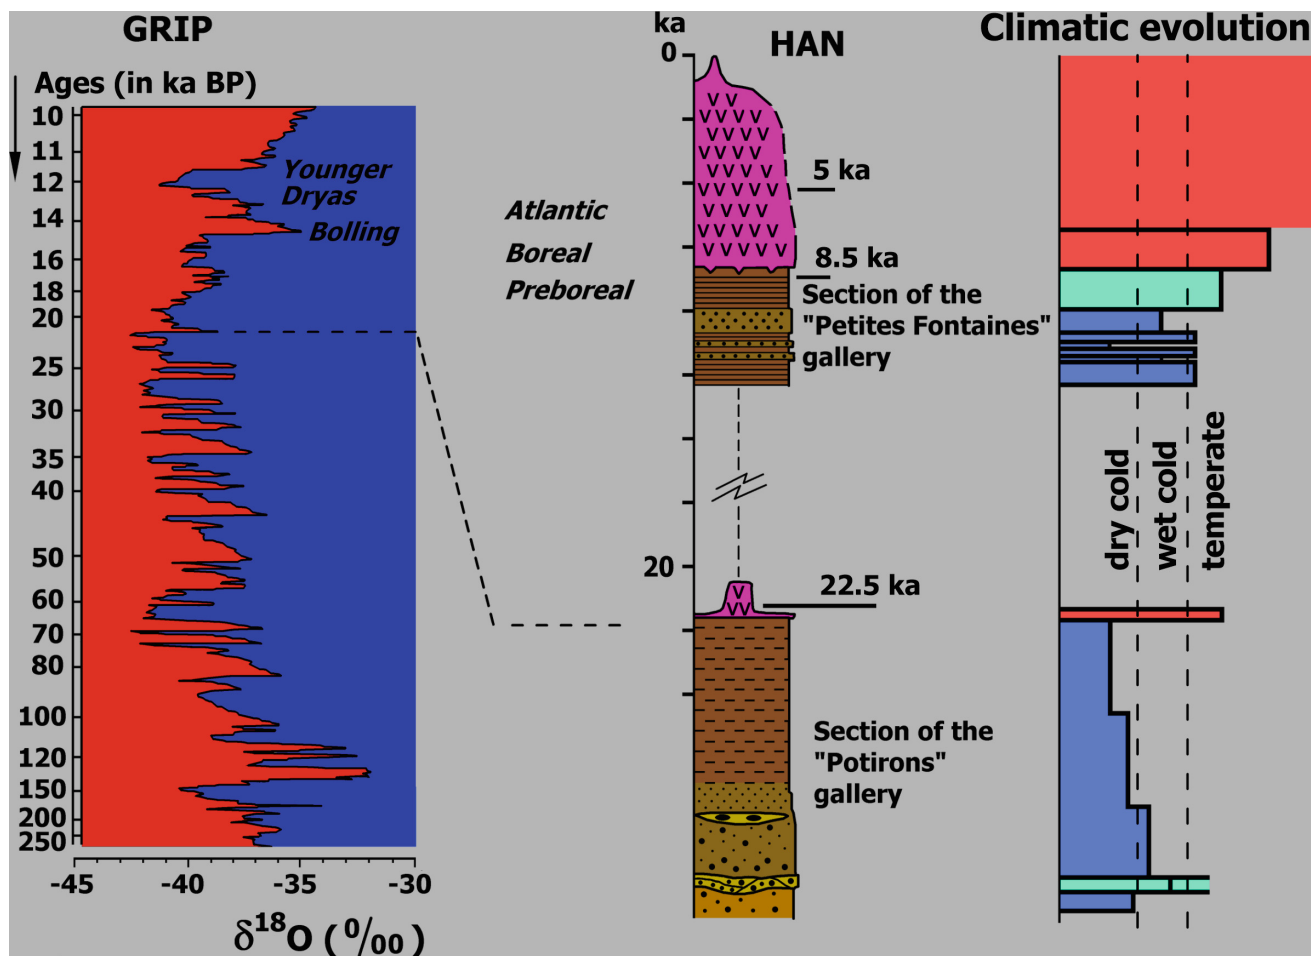 GRIP
Ages (in ka BP)
10
11
12
14
16
18
20
25
30
35
40
50
60
70
80
100
120
150
200
250
-45
-40
-35
-30
δ18O (0/00)
Younger
Dryas
Bolling
Atlantic
Boreal
Preboreal
ka
0
20
HAN
5 ka
8.5 ka
Section of the
"Petites Fontaines"
gallery
22.5 ka
Section of the
"Potirons"
gallery
Climatic evolution
dry cold
wet cold
temperate